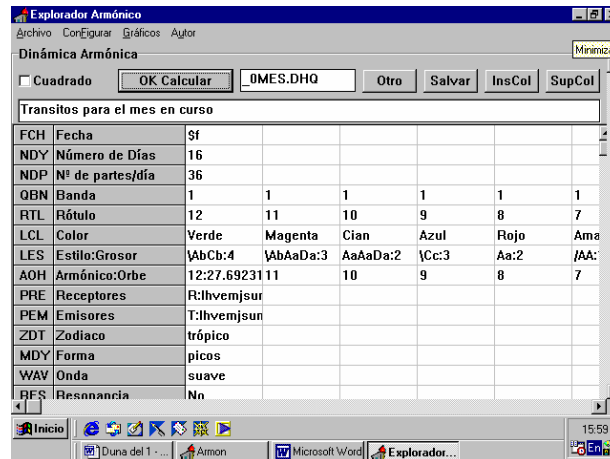 Explorador Armónico
Archivo ConFigurar Gráficos Autor
Minimiza
Dinámica Armónica
Cuadrado OK Calcular _0MES.DHQ Otro Salvar InsCol SupCol
Transitos para el mes en curso
FCH Fecha $f
NDY Número de Días 16
NDP Nº de partes/día 36
QBN Banda 1 1 1 1 1 1
RTL Rótulo 12 11 10 9 8 7
LCL Color Verde Magenta Cian Azul Rojo Ama
LES Estilo:Grosor \AbCb:4 \AbAaDa:3 AaAaDa:2 \Cc:3 Aa:2 /AA:
AOH Armónico:Orbe 12:27.69231 11 10 9 8 7
PRE Receptores R:lhvemjsur
PEM Emisores T:lhvemjsur
ZDT Zodiaco trópico
MDY Forma picos
WAV Onda suave
RES Resonancia No
Inicio 15:59
Duna del 1 - ... Armon Microsoft Word Explorador... En